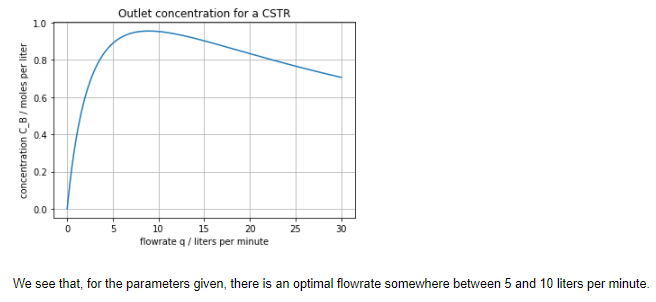 Outlet concentration for a CSTR
1.0
0.8
0.6
0.4
0.2
0.0
concentration C_B / moles per liter
0 5 10 15 20 25 30
flowrate q / liters per minute
We see that, for the parameters given, there is an optimal flowrate somewhere between 5 and 10 liters per minute.